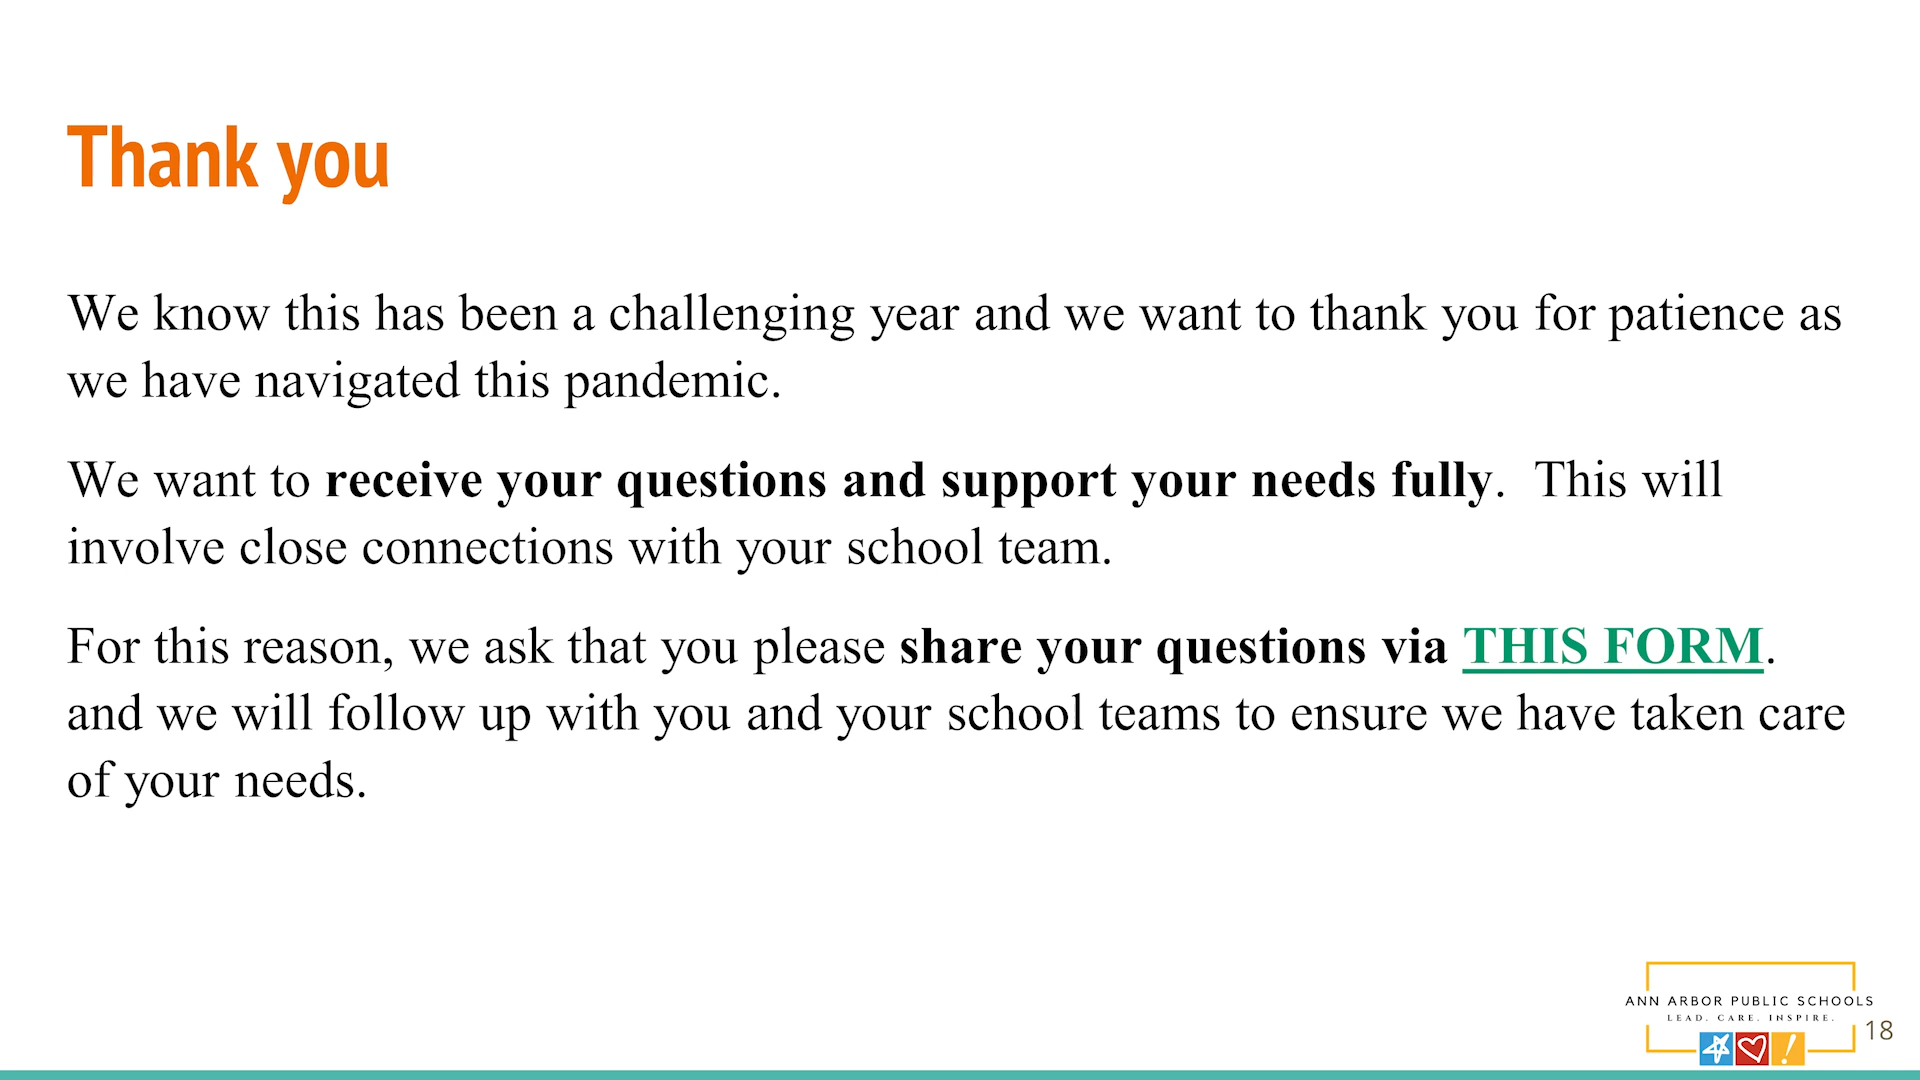 Thank you
We know this has been a challenging year and we want to thank you for patience as
we have navigated this pandemic.
We want to receive your questions and support your needs fully.  This will
involve close connections with your school team.
For this reason, we ask that you please share your questions via THIS FORM.
and we will follow up with you and your school teams to ensure we have taken care
of your needs.
ANN ARBOR PUBLIC SCHOOLS
LEAD. CARE. INSPIRE.
18